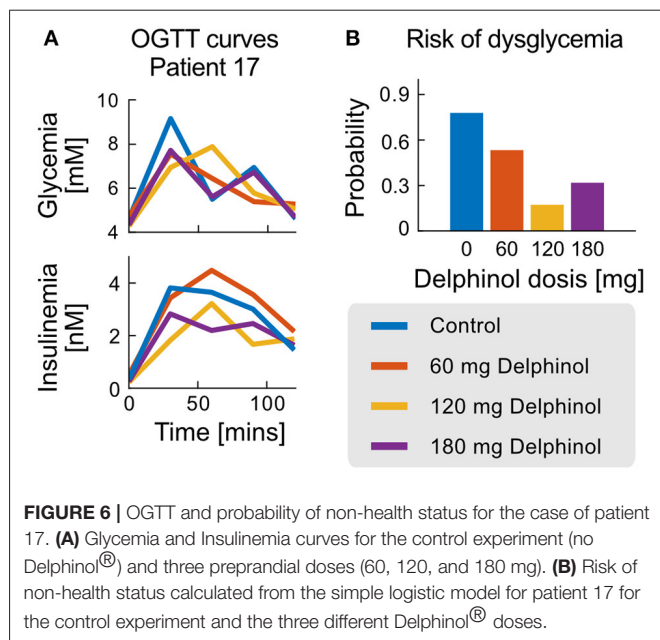 A
OGTT curves
Patient 17
10
8
6
4
Glycemia
[mM]
4
2
0
Insulinemia
[nM]
0
50
100
Time [mins]
B
Risk of dysglycemia
0.9
0.6
0.3
0
Probability
0 60 120 180
Delphinol dosis [mg]
Control
60 mg Delphinol
120 mg Delphinol
180 mg Delphinol
FIGURE 6 | OGTT and probability of non-health status for the case of patient
17. (A) Glycemia and Insulinemia curves for the control experiment (no
Delphinol®) and three preprandial doses (60, 120, and 180 mg). (B) Risk of
non-health status calculated from the simple logistic model for patient 17 for
the control experiment and the three different Delphinol® doses.